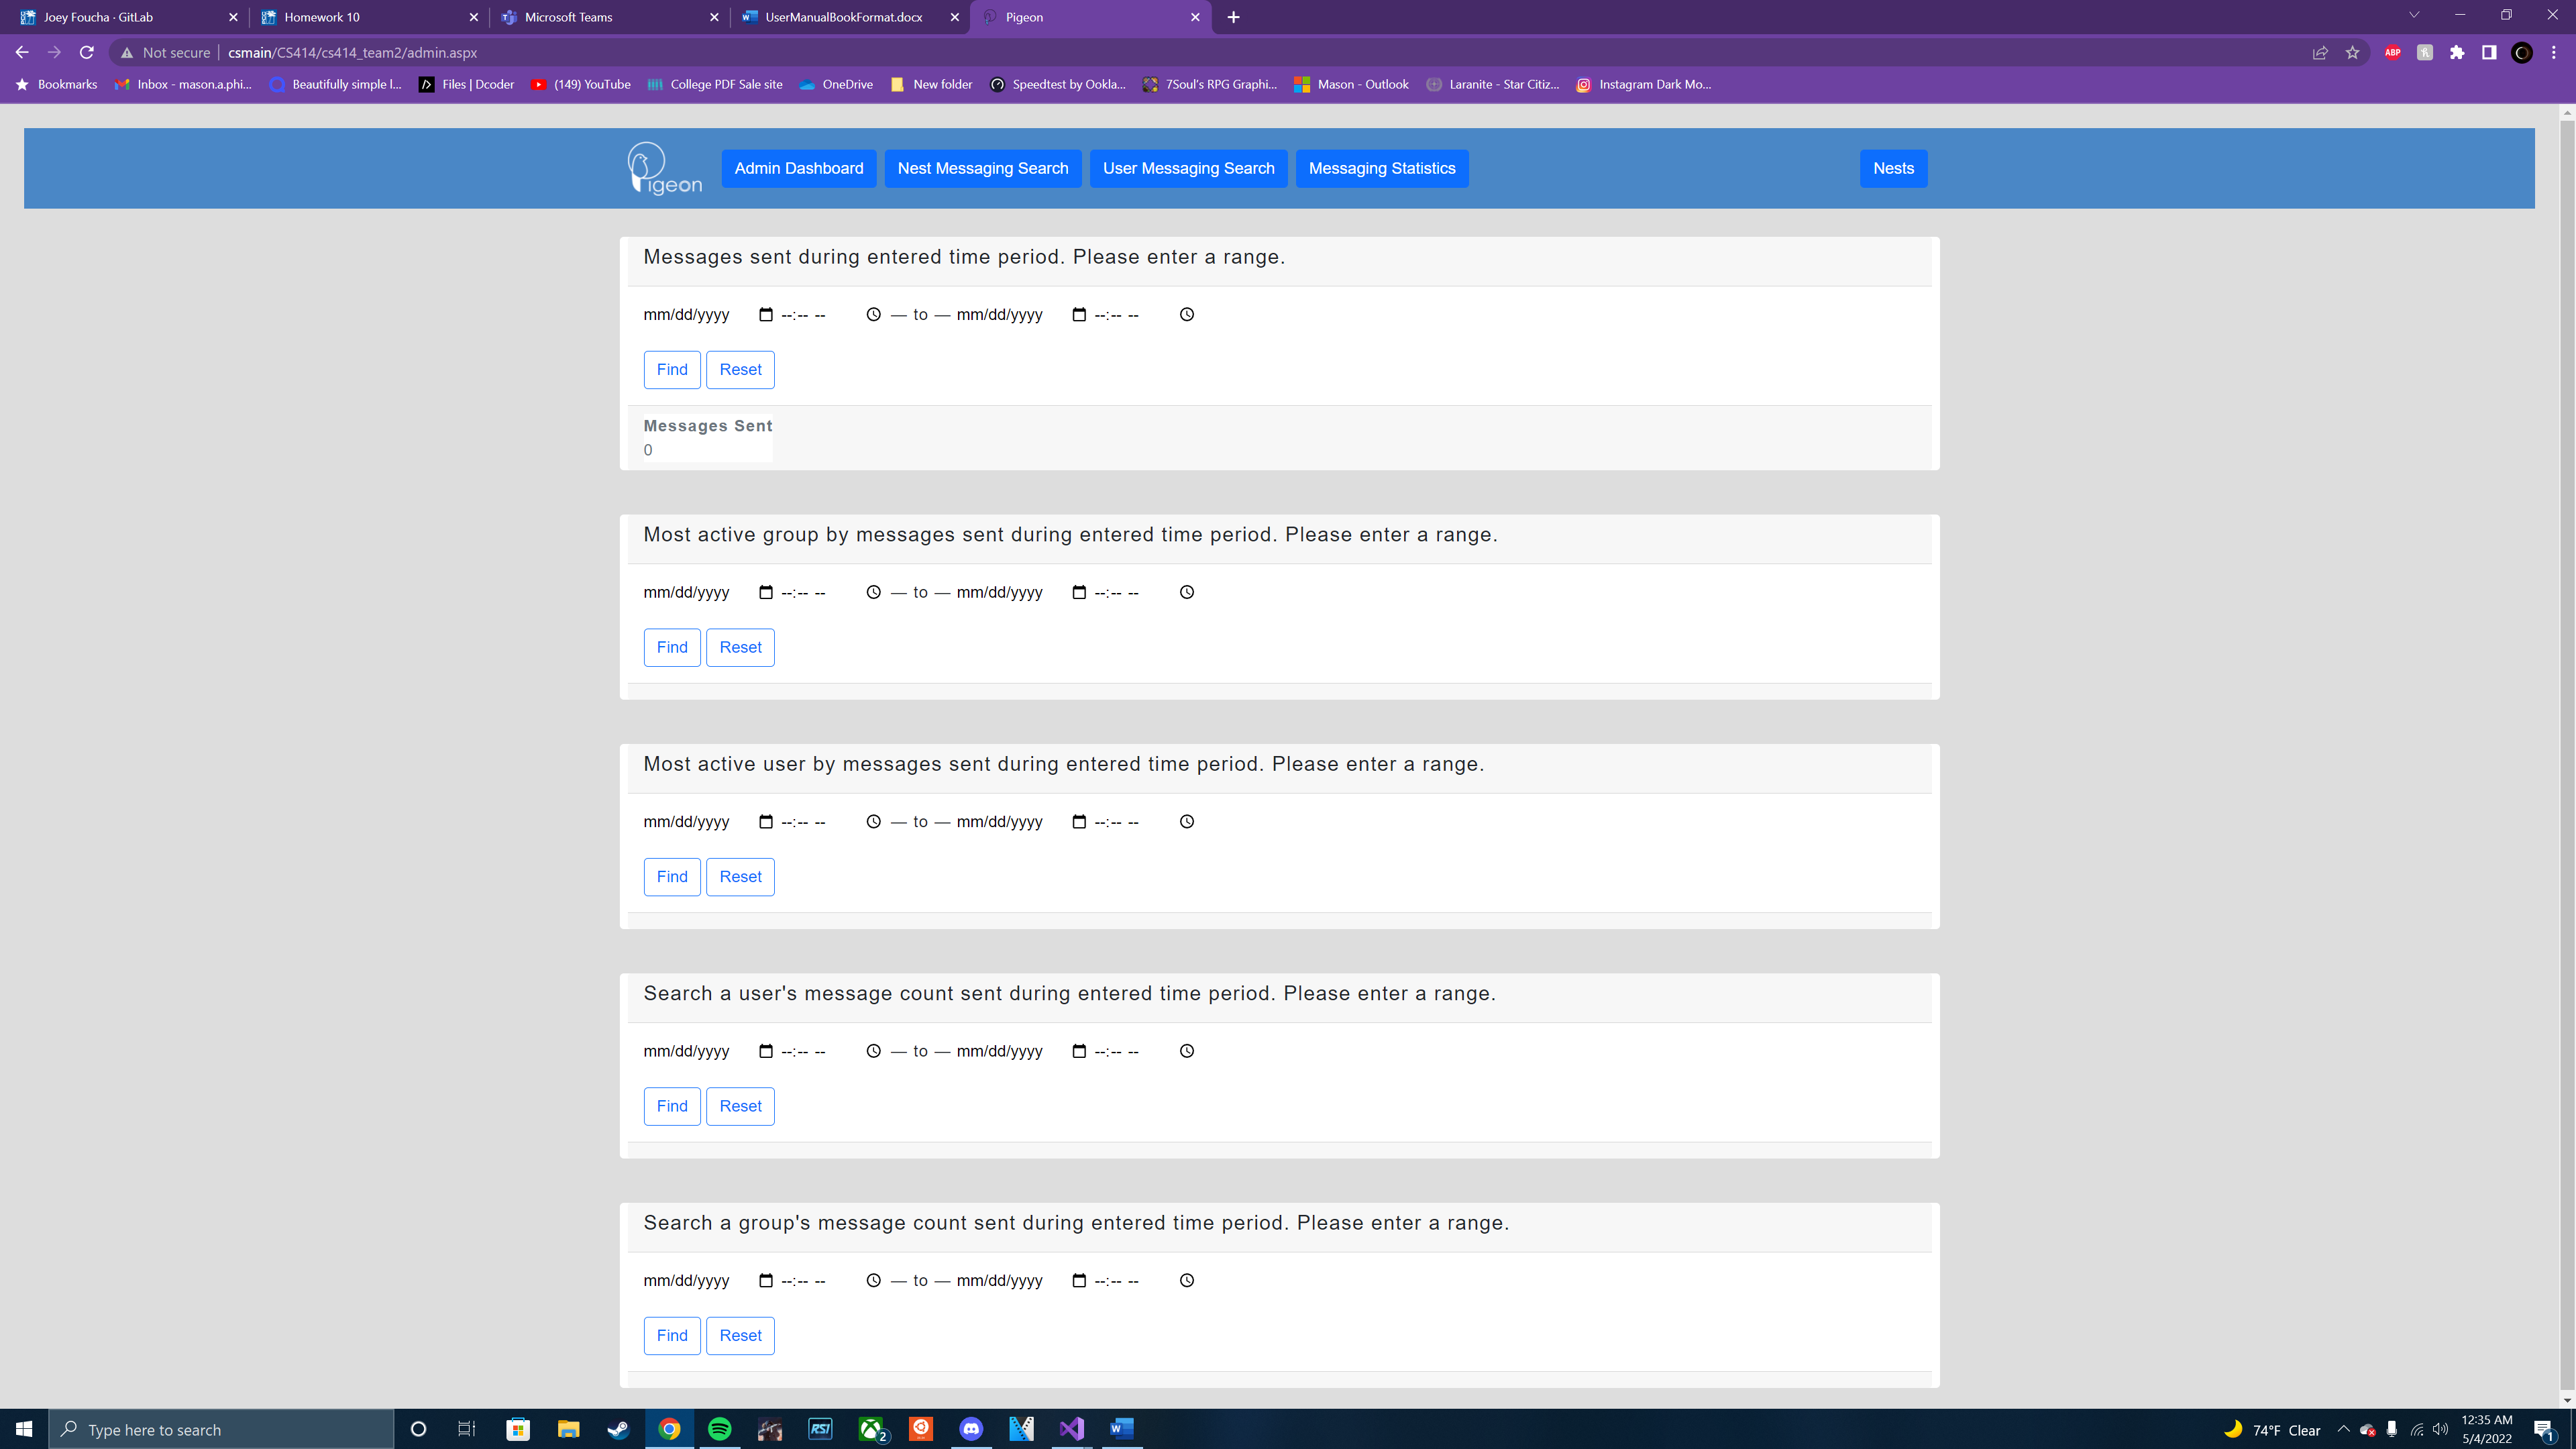 Joey Foucha · GitLab
Homework 10
Microsoft Teams
UserManualBookFormat.docx
Pigeon
Not secure
csmain/CS414/cs414_team2/admin.aspx
ABP
Bookmarks
Inbox - mason.a.phi...
Beautifully simple l...
Files | Dcoder
(149) YouTube
College PDF Sale site
OneDrive
New folder
Speedtest by Ookla...
7Soul's RPG Graphi...
Mason - Outlook
Laranite - Star Citiz...
Instagram Dark Mo...
Pigeon
Admin Dashboard
Nest Messaging Search
User Messaging Search
Messaging Statistics
Nests
Messages sent during entered time period. Please enter a range.
mm/dd/yyyy --:-- -- — to — mm/dd/yyyy --:-- --
Find Reset
Messages Sent
0
Most active group by messages sent during entered time period. Please enter a range.
mm/dd/yyyy --:-- -- — to — mm/dd/yyyy --:-- --
Find Reset
Most active user by messages sent during entered time period. Please enter a range.
mm/dd/yyyy --:-- -- — to — mm/dd/yyyy --:-- --
Find Reset
Search a user's message count sent during entered time period. Please enter a range.
mm/dd/yyyy --:-- -- — to — mm/dd/yyyy --:-- --
Find Reset
Search a group's message count sent during entered time period. Please enter a range.
mm/dd/yyyy --:-- -- — to — mm/dd/yyyy --:-- --
Find Reset
Type here to search
RSI
2
W
74°F Clear
12:35 AM
5/4/2022
1